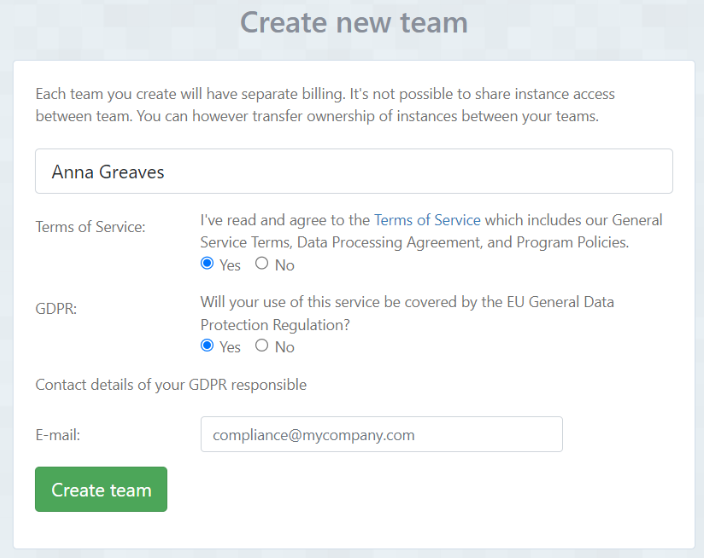 Create new team
Each team you create will have separate billing. It's not possible to share instance access
between team. You can however transfer ownership of instances between your teams.
Anna Greaves
Terms of Service:
I've read and agree to the Terms of Service which includes our General
Service Terms, Data Processing Agreement, and Program Policies.
Yes No
GDPR:
Will your use of this service be covered by the EU General Data
Protection Regulation?
Yes No
Contact details of your GDPR responsible
E-mail:
compliance@mycompany.com
Create team